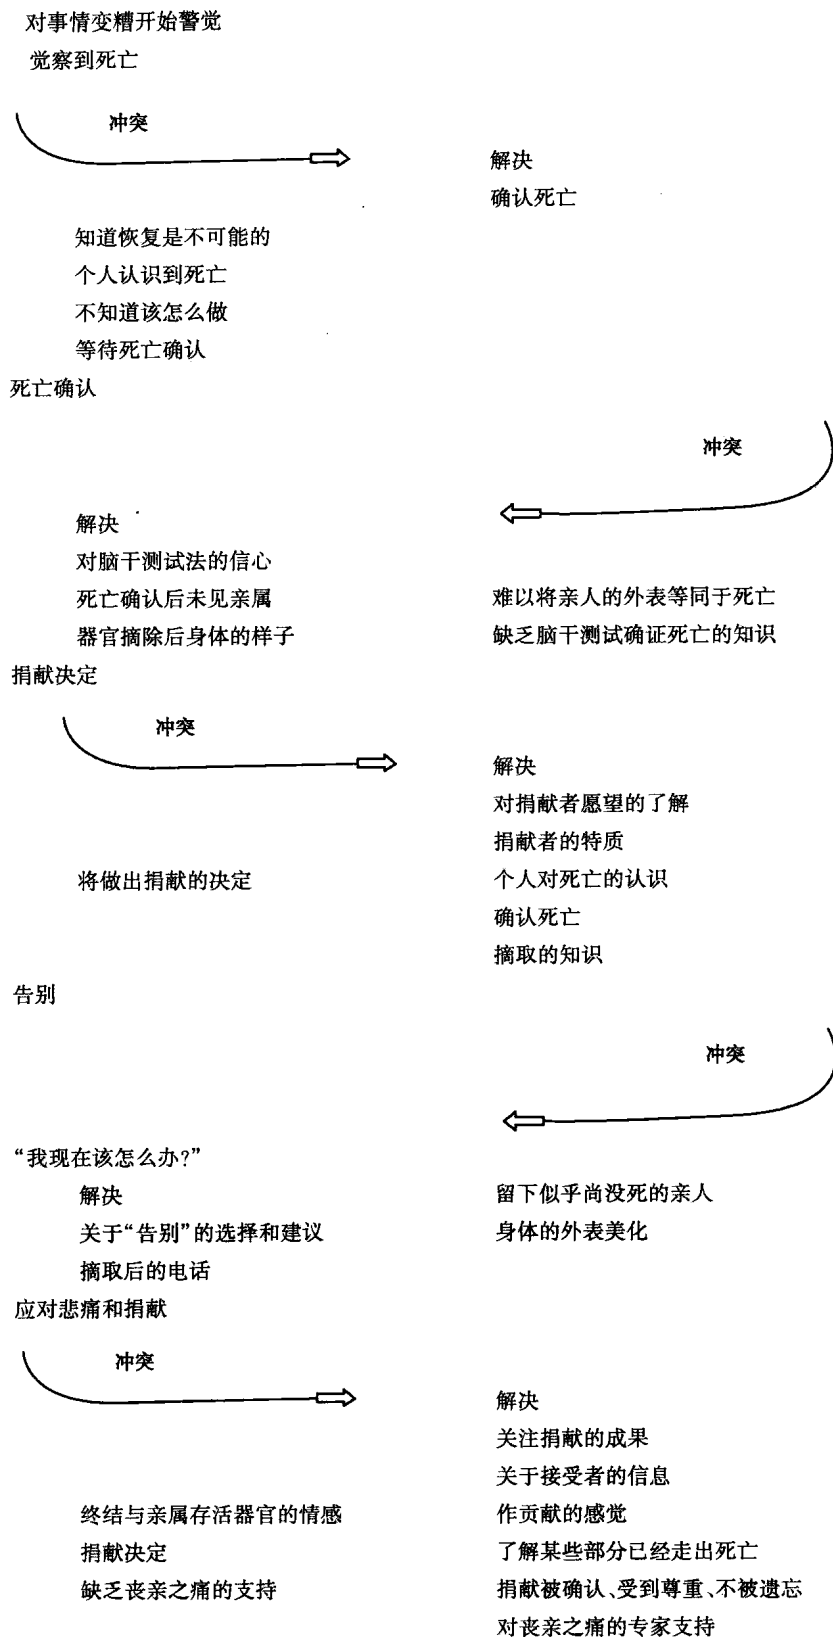 对事情变糟开始警觉
觉察到死亡
冲突
解决
确认死亡
知道恢复是不可能的
个人认识到死亡
不知道该怎么做
等待死亡确认
死亡确认
冲突
解决
对脑干测试法的信心
死亡确认后未见亲属
器官摘除后身体的样子
难以将亲人的外表等同于死亡
缺乏脑干测试确证死亡的知识
捐献决定
冲突
解决
对捐献者愿望的了解
捐献者的特质
个人对死亡的认识
确认死亡
摘取的知识
将做出捐献的决定
告别
冲突
“我现在该怎么办?”
解决
关于“告别”的选择和建议
摘取后的电话
留下似乎尚没死的亲人
身体的外表美化
应对悲痛和捐献
冲突
解决
关注捐献的成果
关于接受者的信息
作贡献的感觉
了解某些部分已经走出死亡
捐献被确认、受到尊重、不被遗忘
对丧亲之痛的专家支持
终结与亲属存活器官的情感
捐献决定
缺乏丧亲之痛的支持